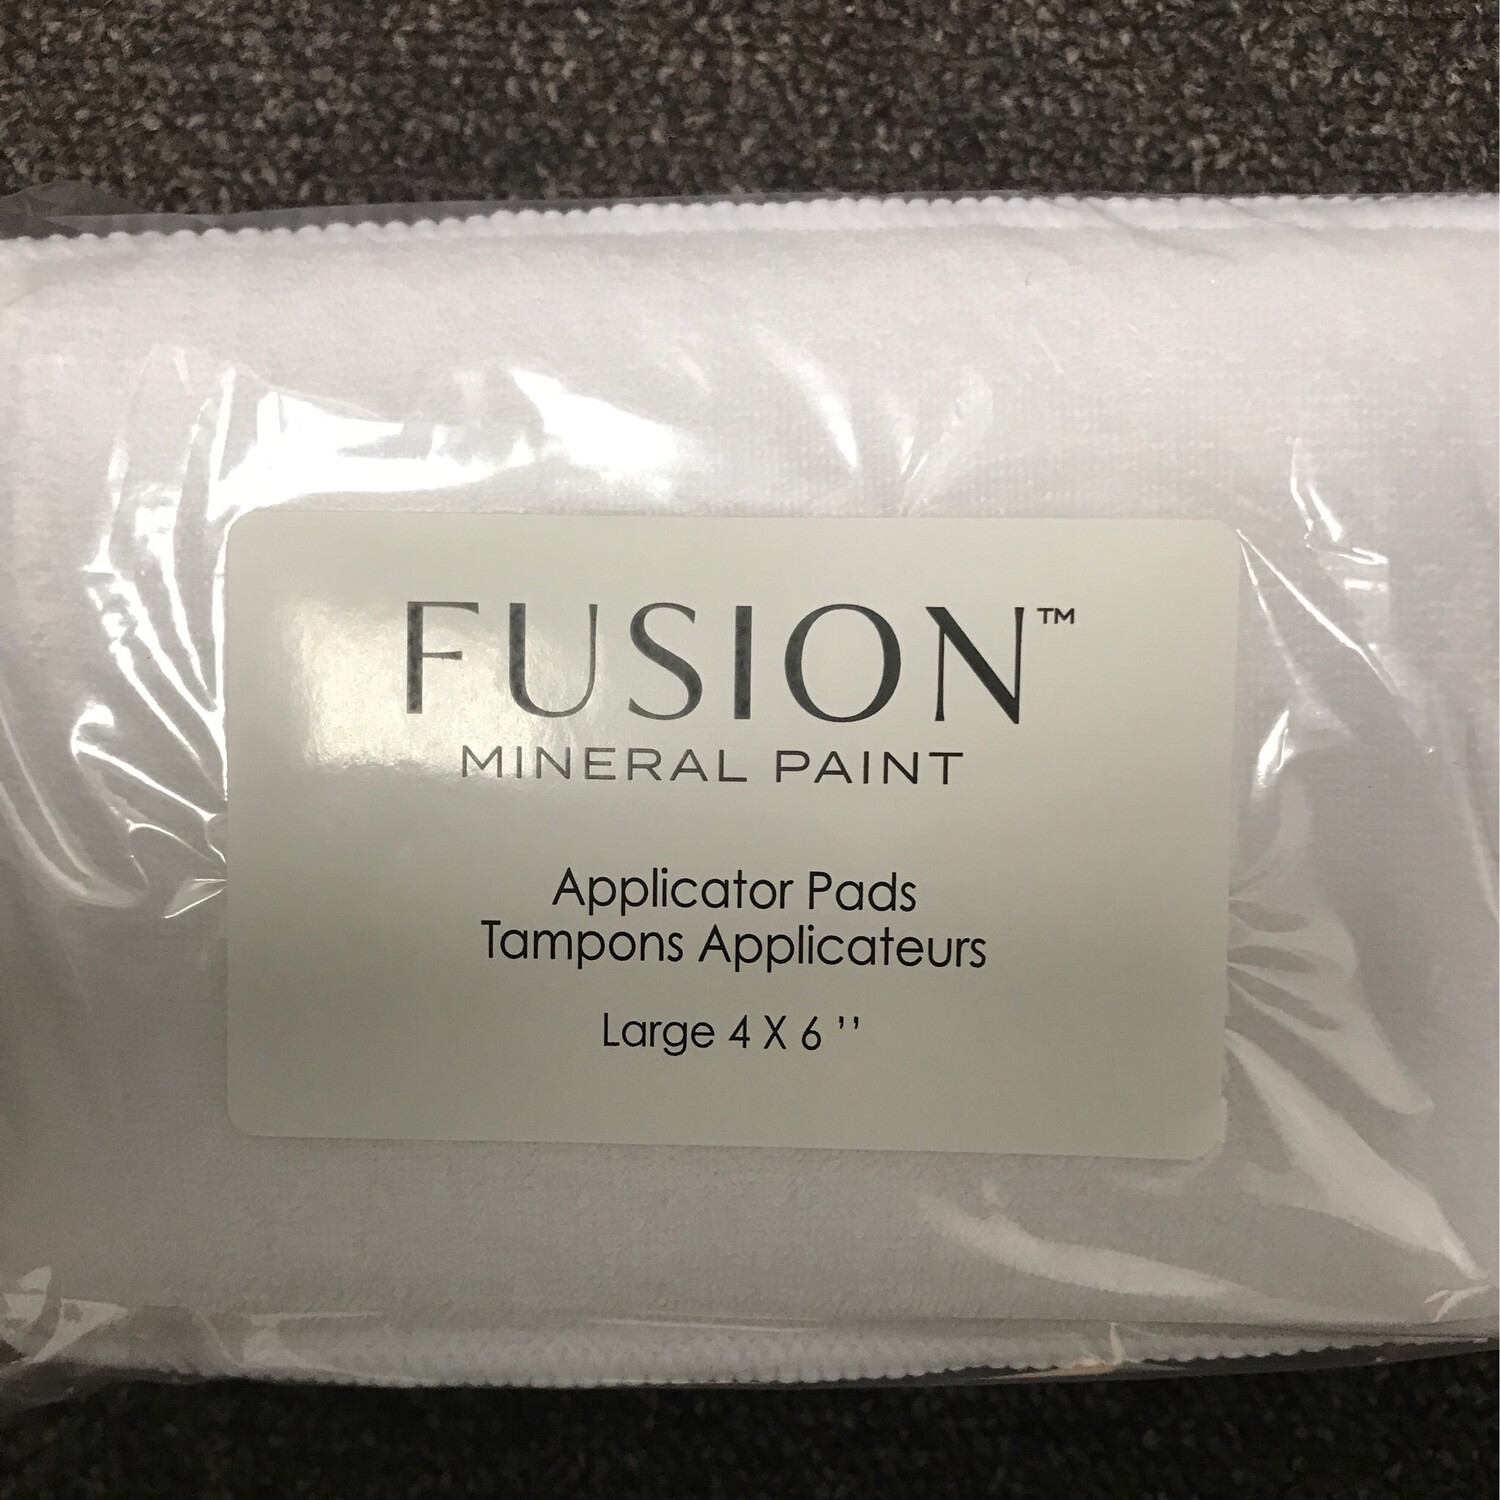 FUSION™
MINERAL PAINT
Applicator Pads
Tampons Applicateurs
Large 4 X 6 ’’